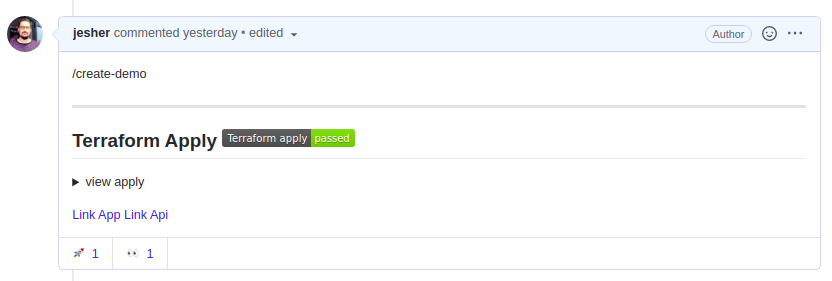 jesher commented yesterday • edited
Author
/create-demo
Terraform Apply Terraform apply passed
view apply
Link App Link Api
1 1